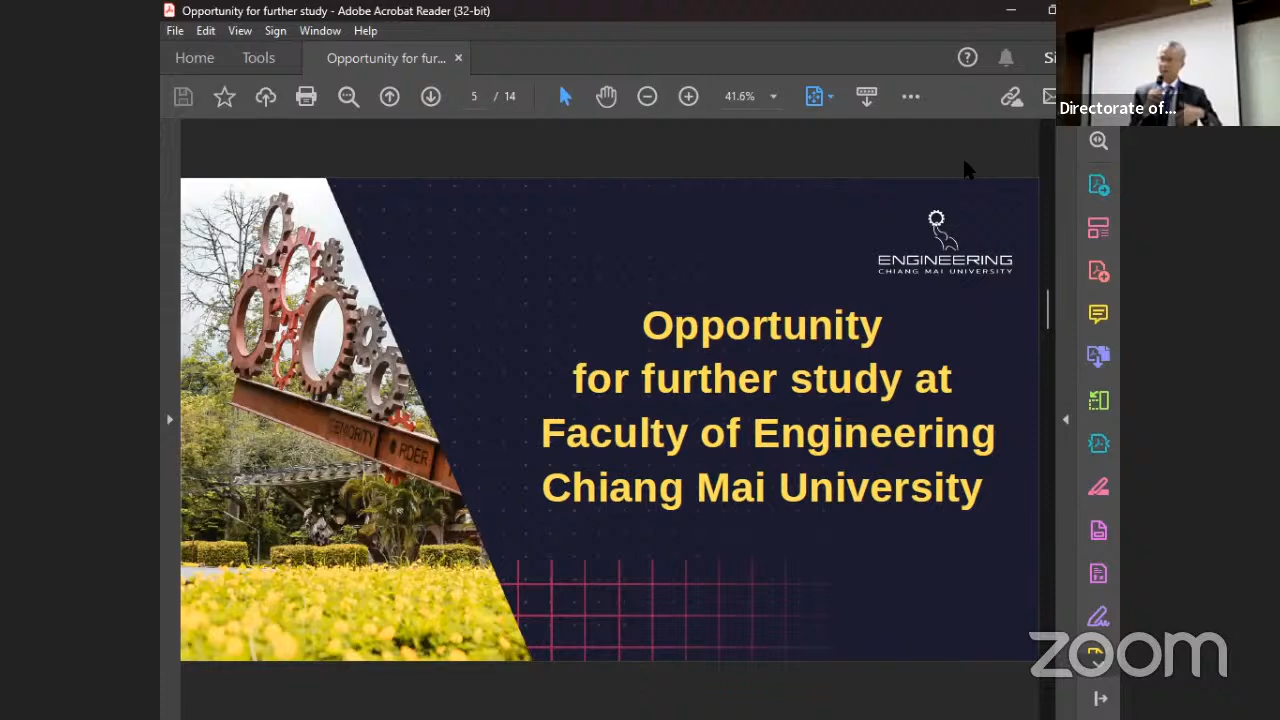 Opportunity for further study - Adobe Acrobat Reader (32-bit)
File Edit View Sign Window Help
Home Tools Opportunity for fur...
5 / 14 41.6%
Directorate of...
ENGINEERING
CHIANG MAI UNIVERSITY
Opportunity
for further study at
Faculty of Engineering
Chiang Mai University
ENIORITY ORDER
zoom